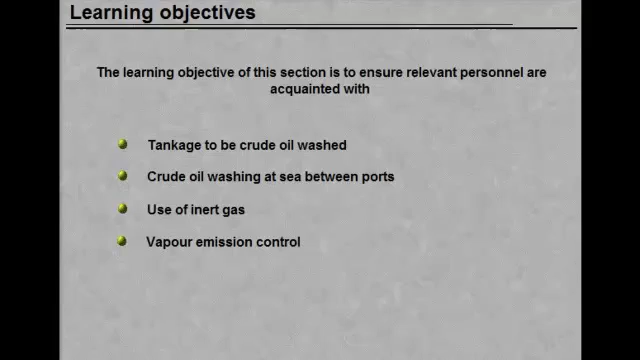 Learning objectives
The learning objective of this section is to ensure relevant personnel are
acquainted with
Tankage to be crude oil washed
Crude oil washing at sea between ports
Use of inert gas
Vapour emission control